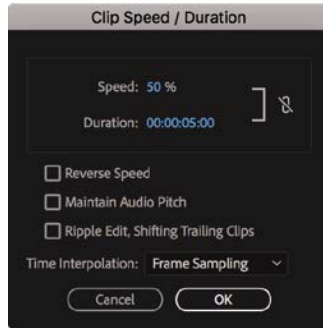 Clip Speed / Duration
Speed: 50 %
Duration: 00:00:05:00
Reverse Speed
Maintain Audio Pitch
Ripple Edit, Shifting Trailing Clips
Time Interpolation: Frame Sampling
Cancel OK